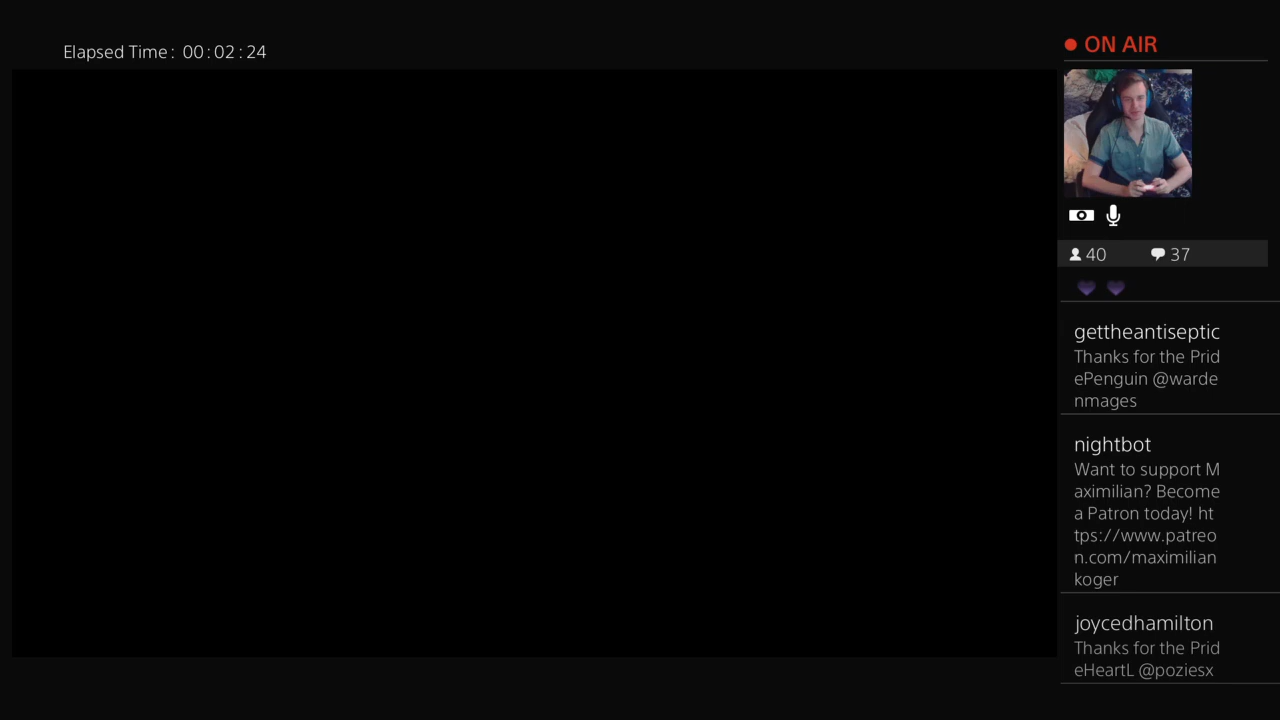 Elapsed Time: 00:02:24
ON AIR
40 37
gettheantiseptic
Thanks for the Prid
ePenguin @warde
nmages
nightbot
Want to support M
aximilian? Become
a Patron today! ht
tps://www.patreo
n.com/maximilian
koger
joycedhamilton
Thanks for the Prid
eHeartL @poziesx